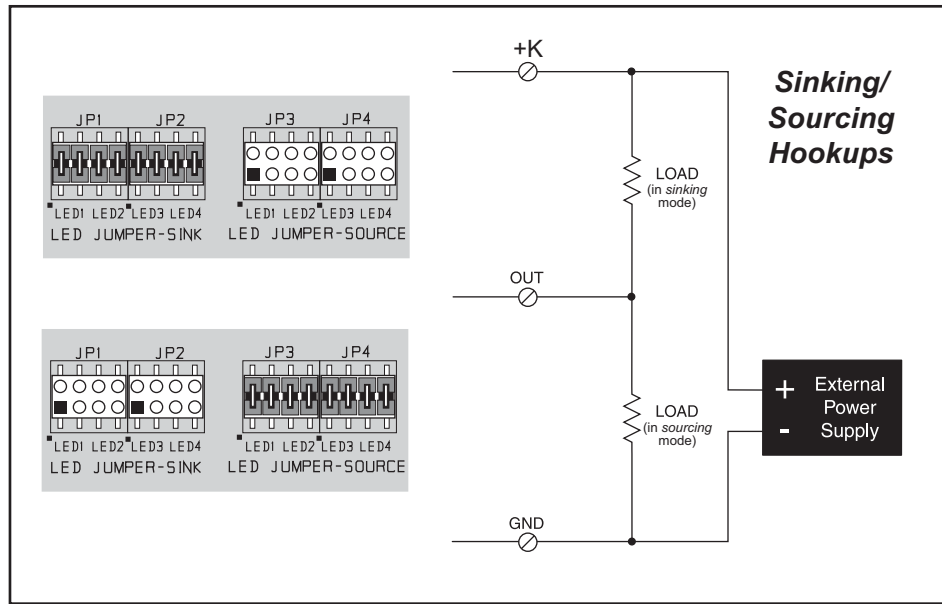 +K
Sinking/
Sourcing
Hookups
JP1 JP2 JP3 JP4
LED1 LED2 LED3 LED4 LED1 LED2 LED3 LED4
LED JUMPER-SINK LED JUMPER-SOURCE
LOAD
(in sinking
mode)
OUT
JP1 JP2 JP3 JP4
LED1 LED2 LED3 LED4 LED1 LED2 LED3 LED4
LED JUMPER-SINK LED JUMPER-SOURCE
LOAD
(in sourcing
mode)
+ External
Power
- Supply
GND